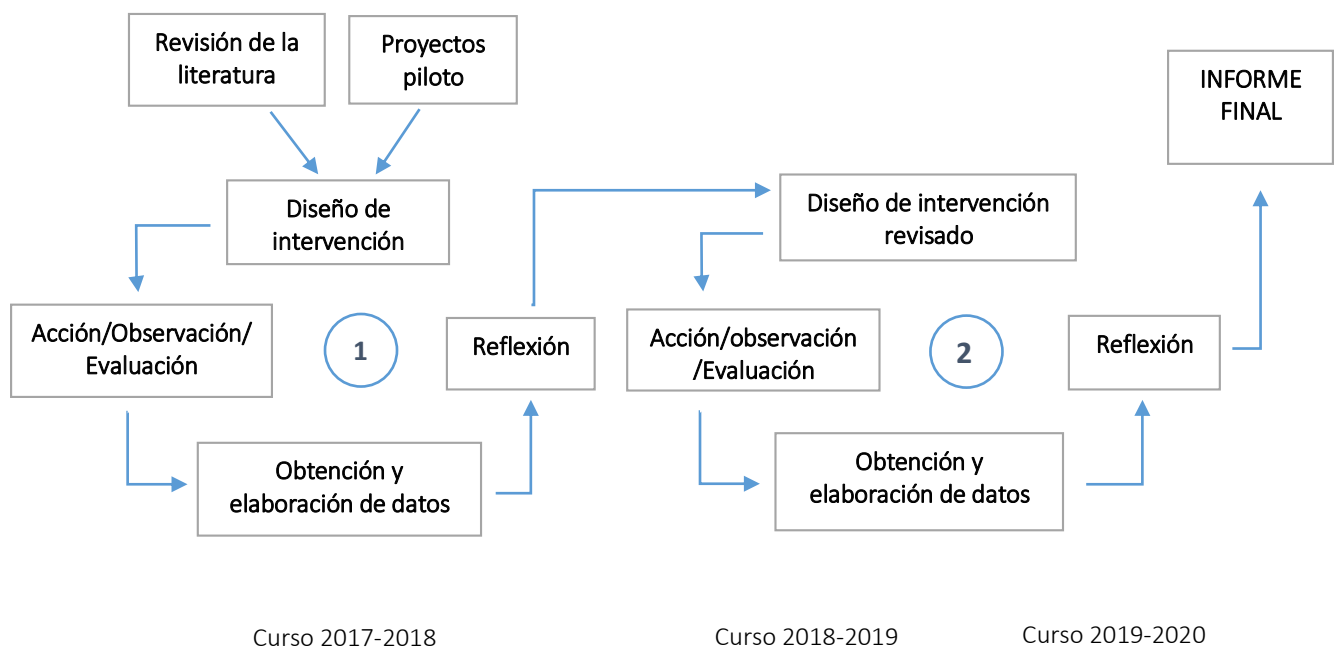 Revisión de la
literatura
Proyectos
piloto
INFORME
FINAL
Diseño de
intervención
Diseño de intervención
revisado
Acción/Observación/
Evaluación
1
Reflexión
Acción/observación
/Evaluación
2
Reflexión
Obtención y
elaboración de datos
Obtención y
elaboración de datos
Curso 2017-2018
Curso 2018-2019
Curso 2019-2020